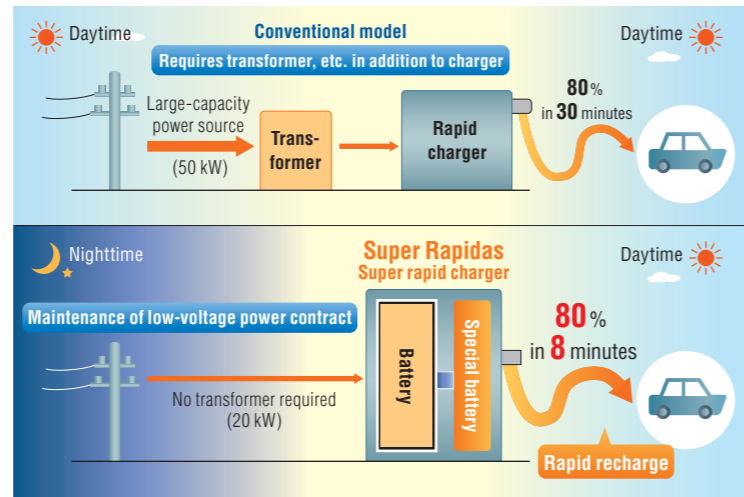 Daytime
Conventional model
Daytime
Requires transformer, etc. in addition to charger
Large-capacity
power source
(50 kW)
Trans-
former
Rapid
charger
80%
in 30 minutes
Nighttime
Super Rapidas
Super rapid charger
Daytime
Maintenance of low-voltage power contract
No transformer required
(20 kW)
Battery
Special battery
80%
in 8 minutes
Rapid recharge